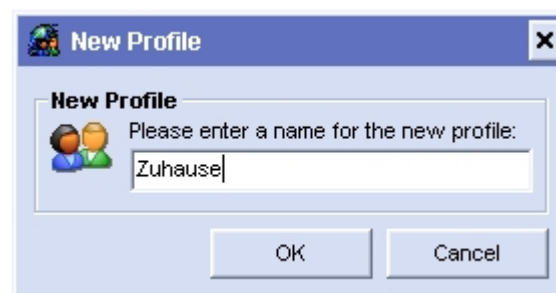 New Profile
New Profile
Please enter a name for the new profile:
Zuhause
OK
Cancel